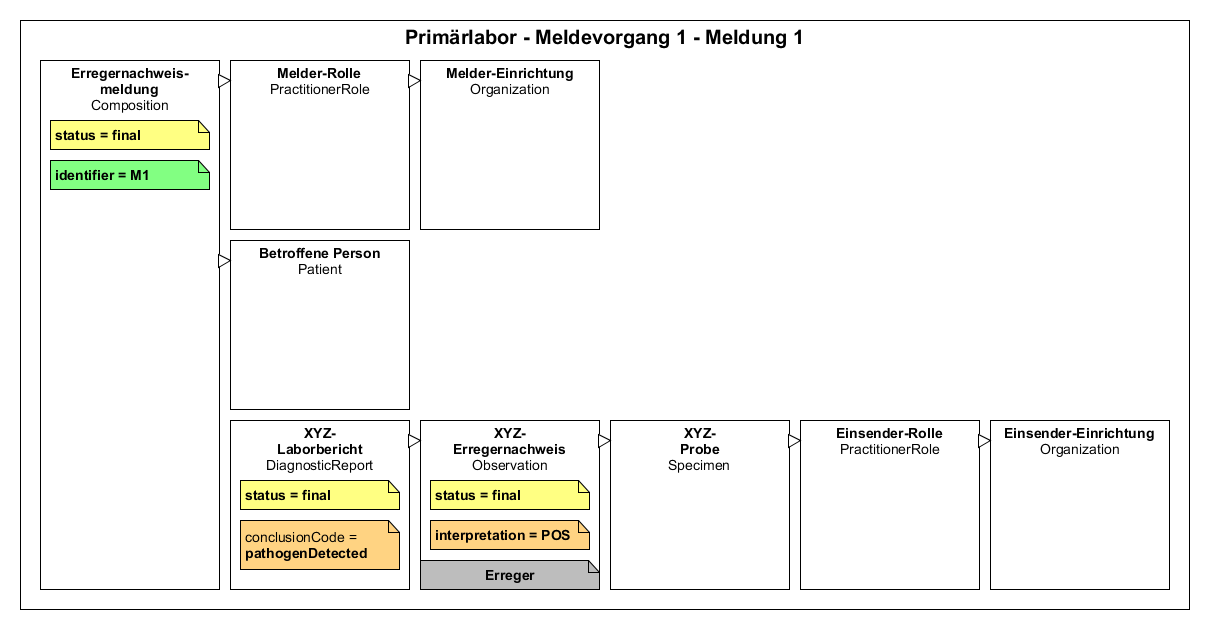 Primärlabor - Meldevorgang 1 - Meldung 1
Erregernachweis-
meldung
Composition
status = final
identifier = M1
Melder-Rolle
PractitionerRole
Melder-Einrichtung
Organization
Betroffene Person
Patient
XYZ-
Laborbericht
DiagnosticReport
status = final
conclusionCode =
pathogenDetected
XYZ-
Erregernachweis
Observation
status = final
interpretation = POS
Erreger
XYZ-
Probe
Specimen
Einsender-Rolle
PractitionerRole
Einsender-Einrichtung
Organization